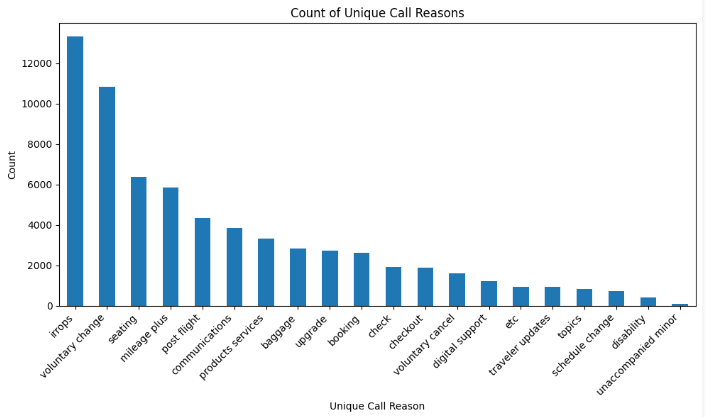 Count of Unique Call Reasons
Count
12000
10000
8000
6000
4000
2000
0
irrops
voluntary change
seating
mileage plus
post flight
communications
products services
baggage
upgrade
booking
check
checkout
voluntary cancel
digital support
etc
traveler updates
topics
schedule change
disability
unaccompanied minor
Unique Call Reason